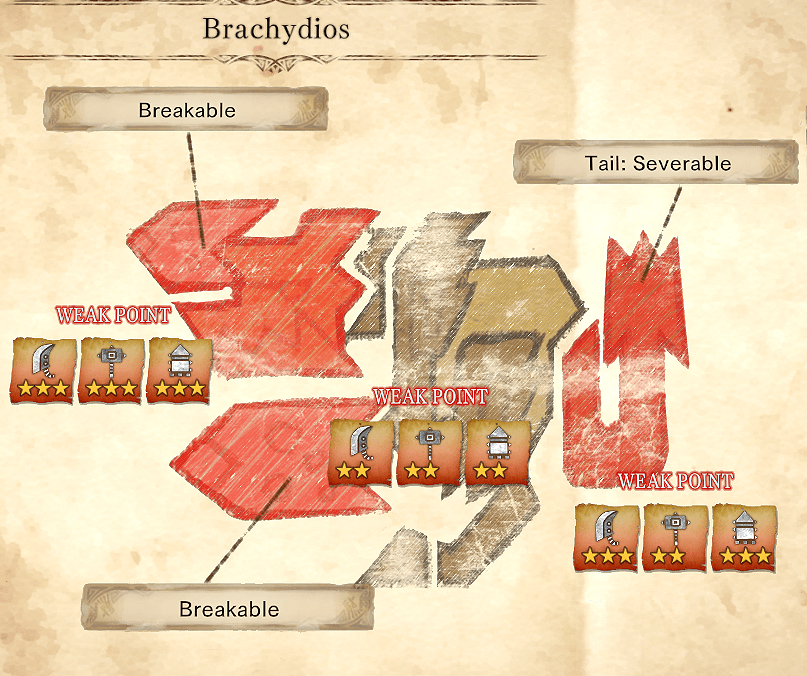 Brachydios
Breakable
Tail: Severable
WEAK POINT
WEAK POINT
WEAK POINT
Breakable